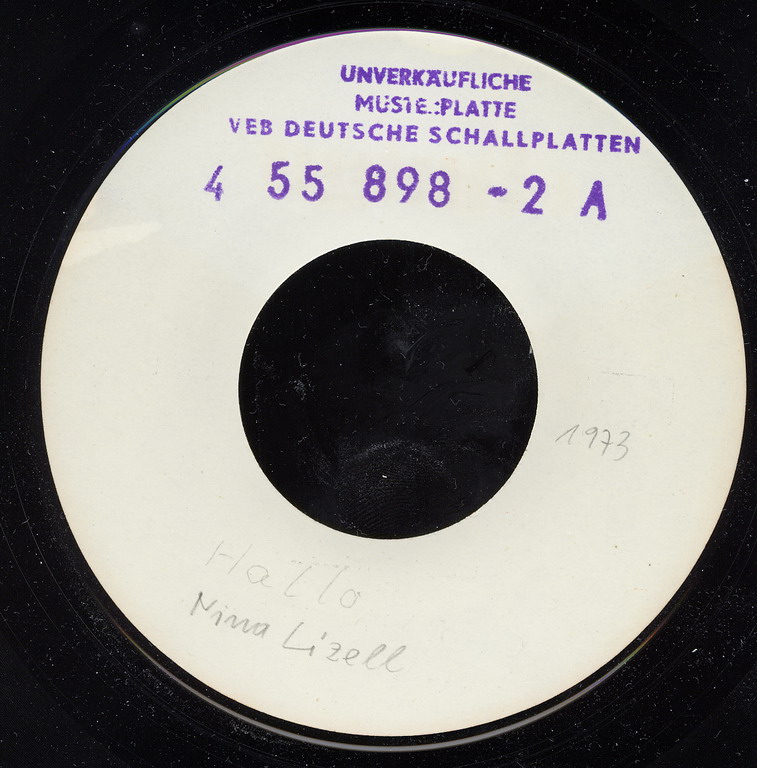 UNVERKÄUFLICHE
MUSTE.:PLATTE
VEB DEUTSCHE SCHALLPLATTEN
4 55 898 - 2 A
1973
Hallo
Nina Lizell